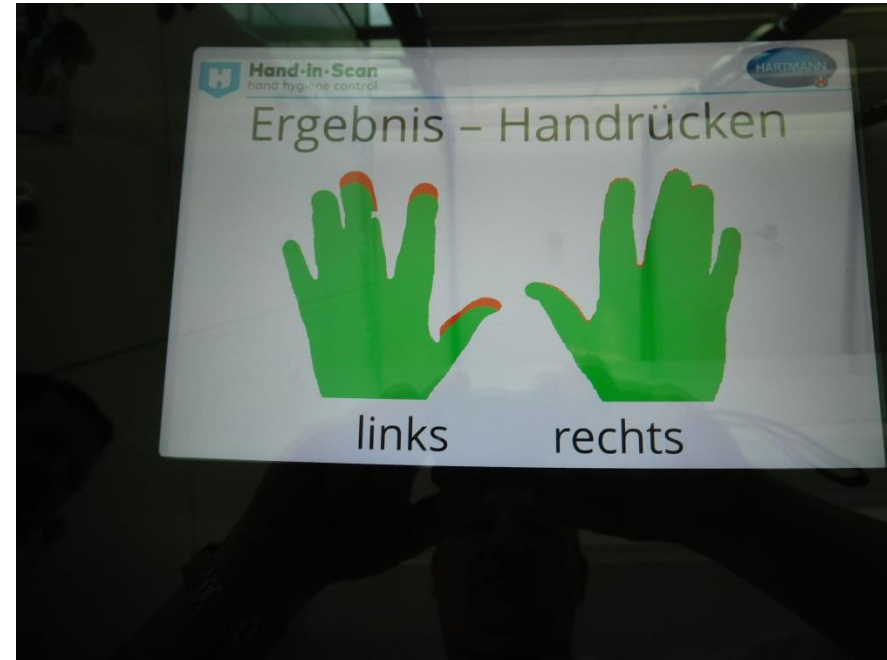 Hand-in-Scan
hand hygiene control
HARTMANN
Ergebnis – Handrücken
links
rechts